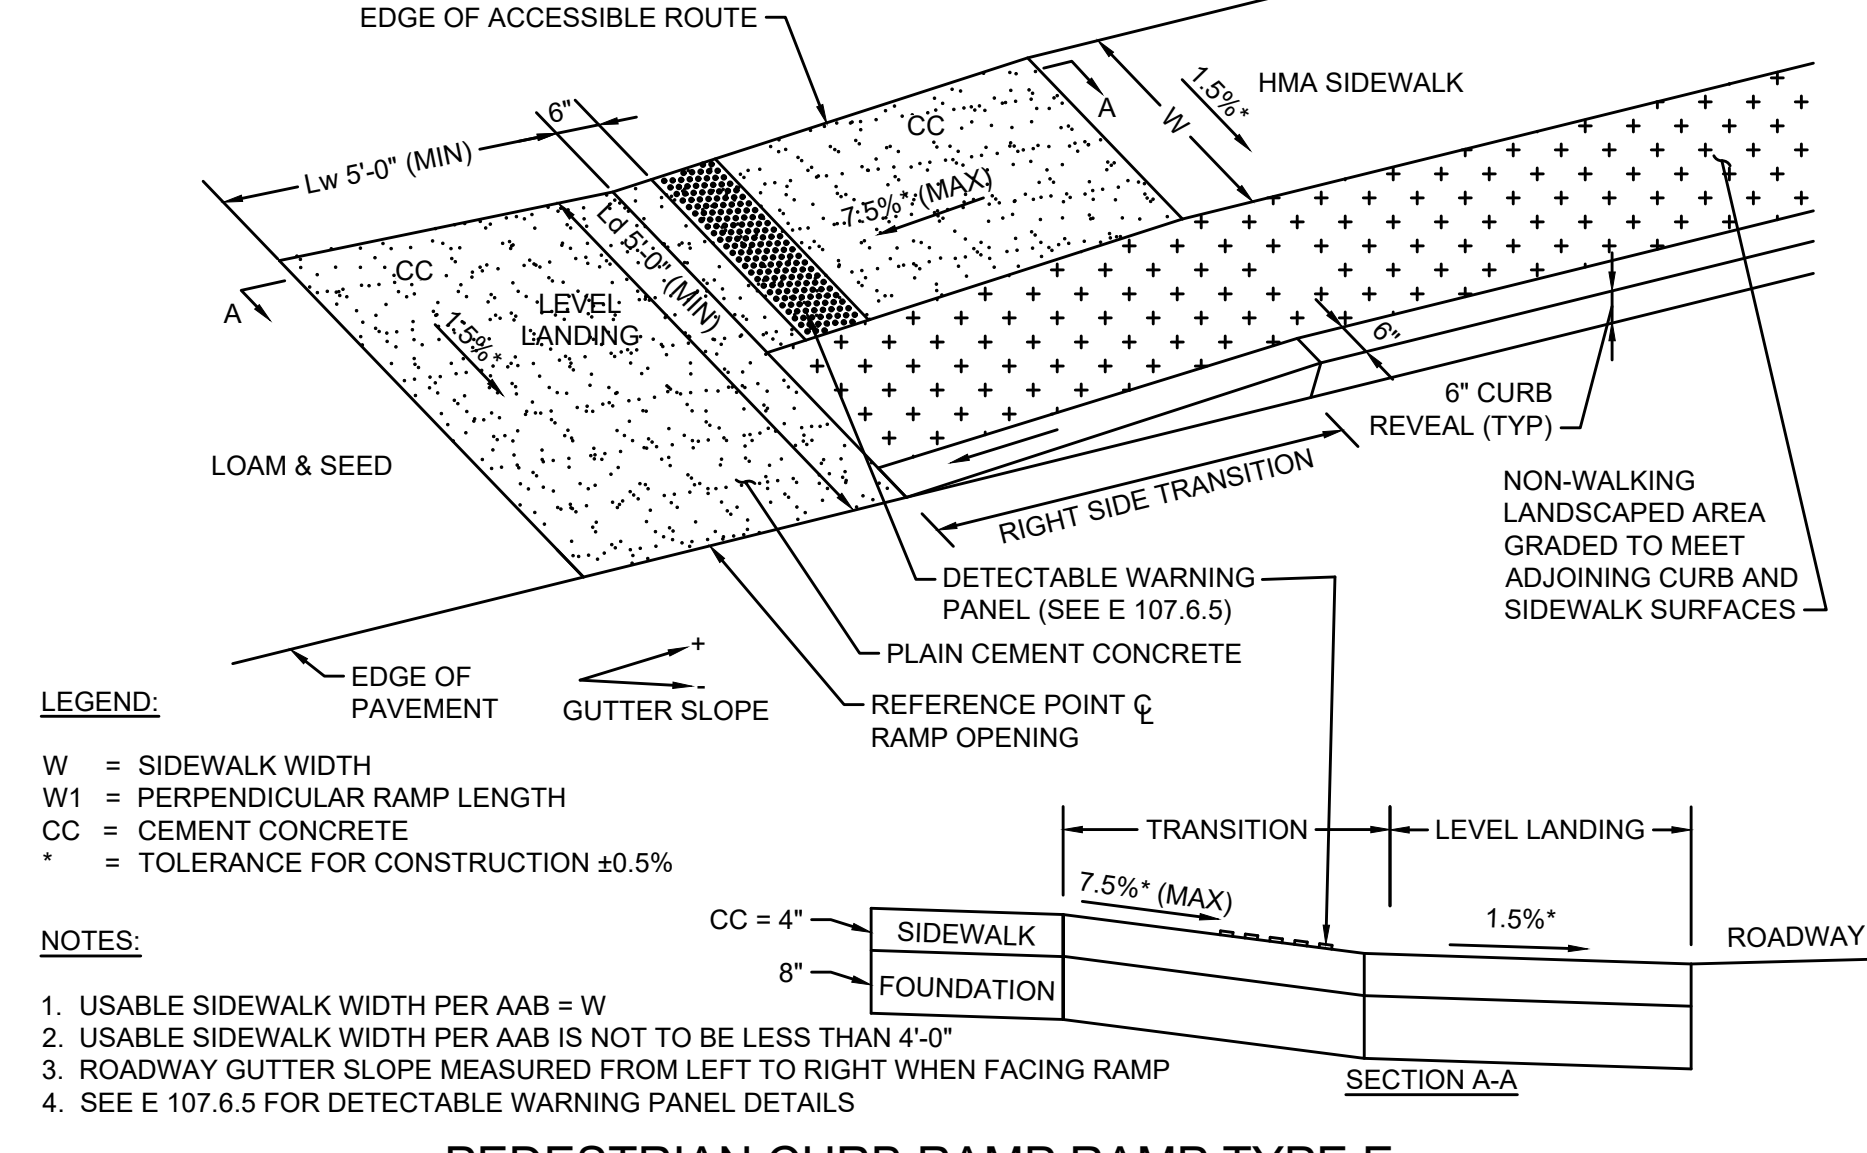 EDGE OF ACCESSIBLE ROUTE
6"
Lw 5'-0" (MIN)
CC
A
W
1.5%*
HMA SIDEWALK
7.5%* (MAX)
Ld 5'-0" (MIN)
CC
LEVEL
LANDING
1.5%*
A
6"
6" CURB
REVEAL (TYP)
LOAM & SEED
RIGHT SIDE TRANSITION
NON-WALKING
LANDSCAPED AREA
GRADED TO MEET
ADJOINING CURB AND
SIDEWALK SURFACES
DETECTABLE WARNING
PANEL (SEE E 107.6.5)
PLAIN CEMENT CONCRETE
REFERENCE POINT ℄
RAMP OPENING
EDGE OF
PAVEMENT
+
-
GUTTER SLOPE
LEGEND:
W = SIDEWALK WIDTH
W1 = PERPENDICULAR RAMP LENGTH
CC = CEMENT CONCRETE
* = TOLERANCE FOR CONSTRUCTION ±0.5%
TRANSITION
LEVEL LANDING
7.5%* (MAX)
1.5%*
ROADWAY
CC = 4"
SIDEWALK
8"
FOUNDATION
SECTION A-A
NOTES:
1. USABLE SIDEWALK WIDTH PER AAB = W
2. USABLE SIDEWALK WIDTH PER AAB IS NOT TO BE LESS THAN 4'-0"
3. ROADWAY GUTTER SLOPE MEASURED FROM LEFT TO RIGHT WHEN FACING RAMP
4. SEE E 107.6.5 FOR DETECTABLE WARNING PANEL DETAILS
PEDESTRIAN CURB RAMP RAMP TYPE